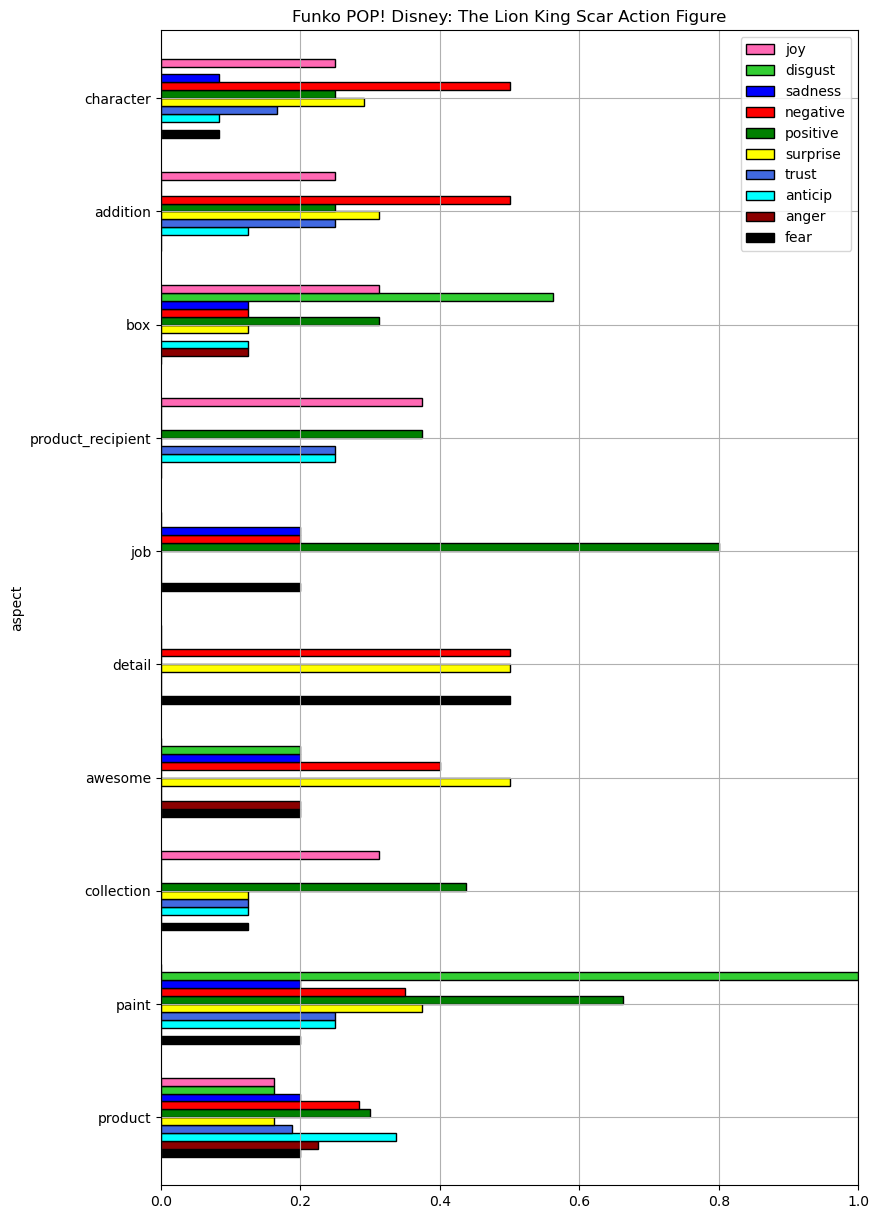 Funko POP! Disney: The Lion King Scar Action Figure
joy
disgust
sadness
negative
positive
surprise
trust
anticip
anger
fear
character
addition
box
product_recipient
job
detail
awesome
collection
paint
product
aspect
0.0 0.2 0.4 0.6 0.8 1.0